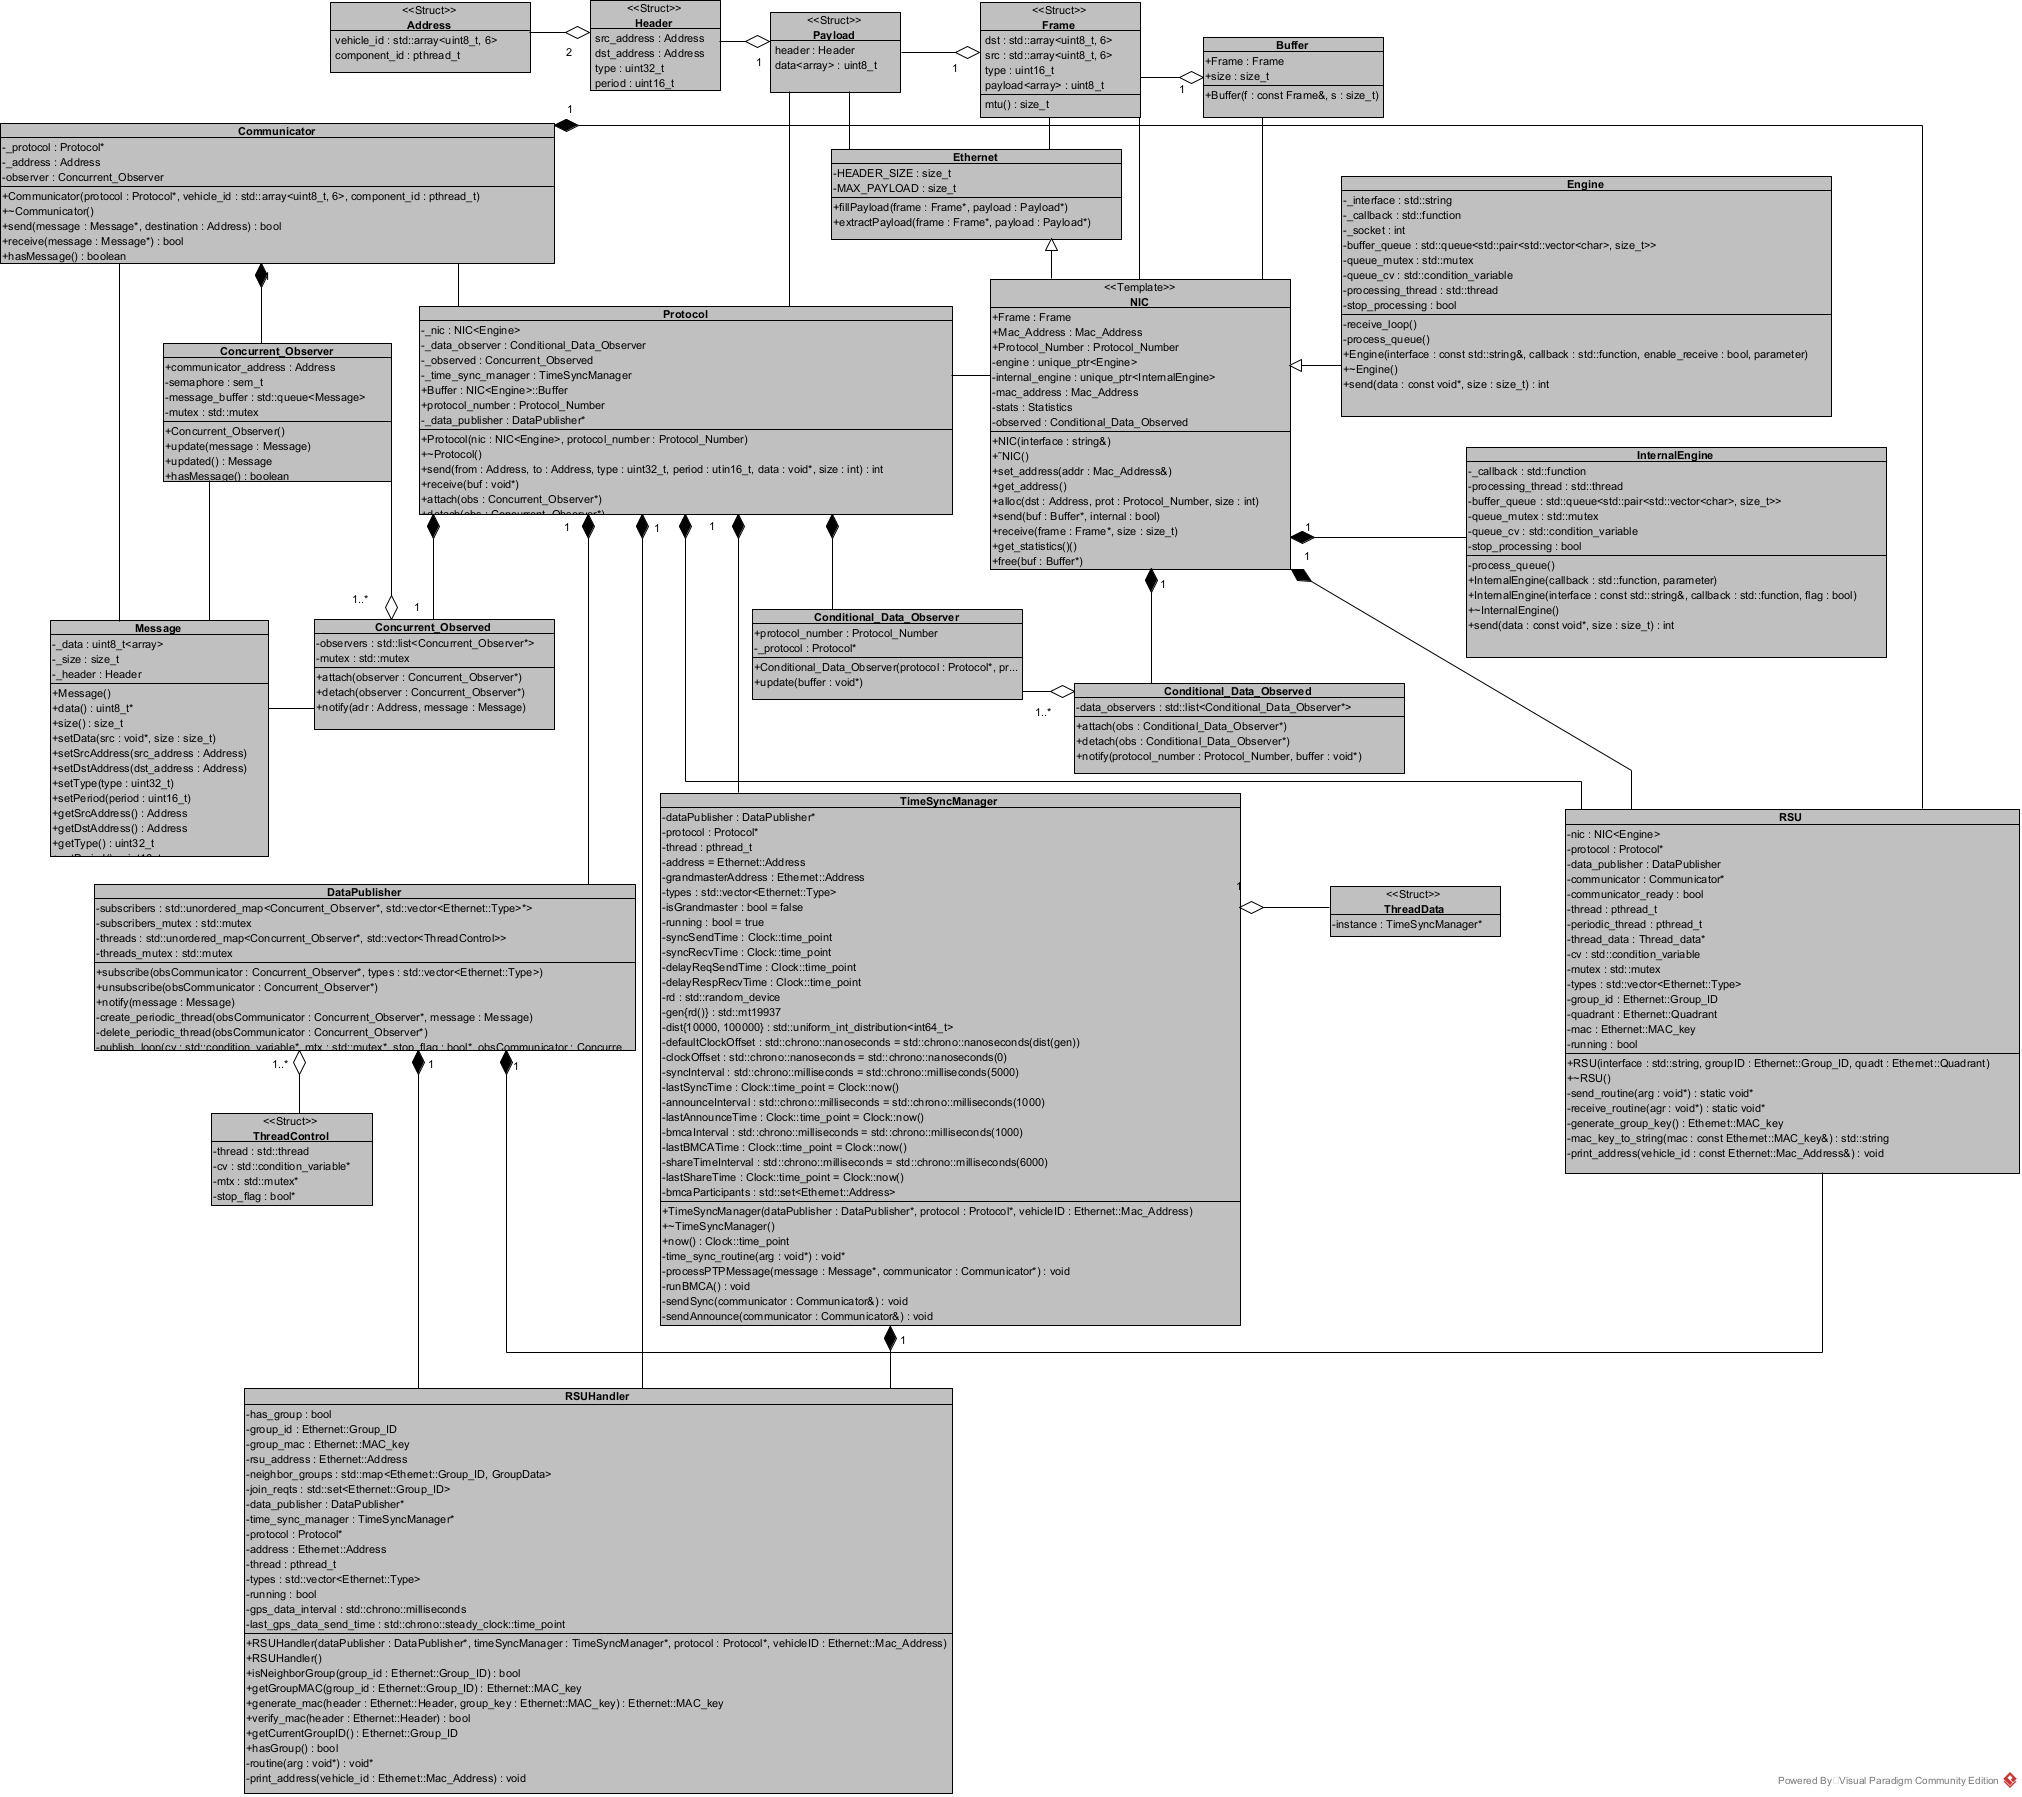 <<Struct>>
Address
vehicle_id : std::array<uint8_t, 6>
component_id : pthread_t
2
<<Struct>>
Header
src_address : Address
dst_address : Address
type : uint32_t
period : uint16_t
1
<<Struct>>
Payload
header : Header
data<array> : uint8_t
1
<<Struct>>
Frame
dst : std::array<uint8_t, 6>
src : std::array<uint8_t, 6>
type : uint16_t
payload<array> : uint8_t
mtu() : size_t
1
Buffer
+Frame : Frame
+size : size_t
+Buffer(f : const Frame&, s : size_t)
1
Communicator
-_protocol : Protocol*
-_address : Address
-observer : Concurrent_Observer
+Communicator(protocol : Protocol*, vehicle_id : std::array<uint8_t, 6>, component_id : pthread_t)
+~Communicator()
+send(message : Message*, destination : Address) : bool
+receive(message : Message*) : bool
+hasMessage() : boolean
1
Ethernet
-HEADER_SIZE : size_t
-MAX_PAYLOAD : size_t
+fillPayload(frame : Frame*, payload : Payload*)
+extractPayload(frame : Frame*, payload : Payload*)
Engine
-_interface : std::string
-_callback : std::function
-_socket : int
-buffer_queue : std::queue<std::pair<std::vector<char>, size_t>>
-queue_mutex : std::mutex
-queue_cv : std::condition_variable
-processing_thread : std::thread
-stop_processing : bool
-receive_loop()
-process_queue()
+Engine(interface : const std::string&, callback : std::function, enable_receive : bool, parameter)
+~Engine()
+send(data : const void*, size : size_t) : int
Concurrent_Observer
+communicator_address : Address
-semaphore : sem_t
-message_buffer : std::queue<Message>
-mutex : std::mutex
+Concurrent_Observer()
+update(message : Message)
+updated() : Message
+hasMessage() : boolean
Protocol
-_nic : NIC<Engine>
-_data_observer : Conditional_Data_Observer
-_observed : Concurrent_Observed
-_time_sync_manager : TimeSyncManager
+Buffer : NIC<Engine>::Buffer
+protocol_number : Protocol_Number
-_data_publisher : DataPublisher*
+Protocol(nic : NIC<Engine>, protocol_number : Protocol_Number)
+~Protocol()
+send(from : Address, to : Address, type : uint32_t, period : utin16_t, data : void*, size : int) : int
+receive(buf : void*)
+attach(obs : Concurrent_Observer*)
+detach(obs : Concurrent_Observer*)
1
1
1
<<Template>>
NIC
+Frame : Frame
+Mac_Address : Mac_Address
+Protocol_Number : Protocol_Number
-engine : unique_ptr<Engine>
-internal_engine : unique_ptr<InternalEngine>
-mac_address : Mac_Address
-stats : Statistics
-observed : Conditional_Data_Observed
+NIC(interface : string&)
+˜NIC()
+set_address(addr : Mac_Address&)
+get_address()
+alloc(dst : Address, prot : Protocol_Number, size : int)
+send(buf : Buffer*, internal : bool)
+receive(frame : Frame*, size : size_t)
+get_statistics()()
+free(buf : Buffer*)
1
1
1
InternalEngine
-_callback : std::function
-processing_thread : std::thread
-buffer_queue : std::queue<std::pair<std::vector<char>, size_t>>
-queue_mutex : std::mutex
-queue_cv : std::condition_variable
-stop_processing : bool
-process_queue()
+InternalEngine(callback : std::function, parameter)
+InternalEngine(interface : const std::string&, callback : std::function, flag : bool)
+~InternalEngine()
+send(data : const void*, size : size_t) : int
Message
-_data : uint8_t<array>
-_size : size_t
-_header : Header
+Message()
+data() : uint8_t*
+size() : size_t
+setData(src : void*, size : size_t)
+setSrcAddress(src_address : Address)
+setDstAddress(dst_address : Address)
+setType(type : uint32_t)
+setPeriod(period : uint16_t)
+getSrcAddress() : Address
+getDstAddress() : Address
+getType() : uint32_t
1..*
1
Concurrent_Observed
-observers : std::list<Concurrent_Observer*>
-mutex : std::mutex
+attach(observer : Concurrent_Observer*)
+detach(observer : Concurrent_Observer*)
+notify(adr : Address, message : Message)
Conditional_Data_Observer
+protocol_number : Protocol_Number
-_protocol : Protocol*
+Conditional_Data_Observer(protocol : Protocol*, pr...
+update(buffer : void*)
1..*
Conditional_Data_Observed
-data_observers : std::list<Conditional_Data_Observer*>
+attach(obs : Conditional_Data_Observer*)
+detach(obs : Conditional_Data_Observer*)
+notify(protocol_number : Protocol_Number, buffer : void*)
TimeSyncManager
-dataPublisher : DataPublisher*
-protocol : Protocol*
-thread : pthread_t
-address = Ethernet::Address
-grandmasterAddress : Ethernet::Address
-types : std::vector<Ethernet::Type>
-isGrandmaster : bool = false
-running : bool = true
-syncSendTime : Clock::time_point
-syncRecvTime : Clock::time_point
-delayReqSendTime : Clock::time_point
-delayRespRecvTime : Clock::time_point
-rd : std::random_device
-gen{rd()} : std::mt19937
-dist{10000, 100000} : std::uniform_int_distribution<int64_t>
-defaultClockOffset : std::chrono::nanoseconds = std::chrono::nanoseconds(dist(gen))
-clockOffset : std::chrono::nanoseconds = std::chrono::nanoseconds(0)
-syncInterval : std::chrono::milliseconds = std::chrono::milliseconds(5000)
-lastSyncTime : Clock::time_point = Clock::now()
-announceInterval : std::chrono::milliseconds = std::chrono::milliseconds(1000)
-lastAnnounceTime : Clock::time_point = Clock::now()
-bmcaInterval : std::chrono::milliseconds = std::chrono::milliseconds(1000)
-lastBMCATime : Clock::time_point = Clock::now()
-shareTimeInterval : std::chrono::milliseconds = std::chrono::milliseconds(6000)
-lastShareTime : Clock::time_point = Clock::now()
-bmcaParticipants : std::set<Ethernet::Address>
+TimeSyncManager(dataPublisher : DataPublisher*, protocol : Protocol*, vehicleID : Ethernet::Mac_Address)
+~TimeSyncManager()
+now() : Clock::time_point
-time_sync_routine(arg : void*) : void*
-processPTPMessage(message : Message*, communicator : Communicator*) : void
-runBMCA() : void
-sendSync(communicator : Communicator&) : void
-sendAnnounce(communicator : Communicator&) : void
1
1
<<Struct>>
ThreadData
-instance : TimeSyncManager*
RSU
-nic : NIC<Engine>
-protocol : Protocol*
-data_publisher : DataPublisher
-communicator : Communicator*
-communicator_ready : bool
-thread : pthread_t
-periodic_thread : pthread_t
-thread_data : Thread_data*
-cv : std::condition_variable
-mutex : std::mutex
-types : std::vector<Ethernet::Type>
-group_id : Ethernet::Group_ID
-quadrant : Ethernet::Quadrant
-mac : Ethernet::MAC_key
-running : bool
+RSU(interface : std::string, groupID : Ethernet::Group_ID, quadt : Ethernet::Quadrant)
+~RSU()
-send_routine(arg : void*) : static void*
-receive_routine(agr : void*) : static void*
-generate_group_key() : Ethernet::MAC_key
-mac_key_to_string(mac : const Ethernet::MAC_key&) : std::string
-print_address(vehicle_id : const Ethernet::Mac_Address&) : void
DataPublisher
-subscribers : std::unordered_map<Concurrent_Observer*, std::vector<Ethernet::Type>*>
-subscribers_mutex : std::mutex
-threads : std::unordered_map<Concurrent_Observer*, std::vector<ThreadControl>>
-threads_mutex : std::mutex
+subscribe(obsCommunicator : Concurrent_Observer*, types : std::vector<Ethernet::Type>)
+unsubscribe(obsCommunicator : Concurrent_Observer*)
+notify(message : Message)
-create_periodic_thread(obsCommunicator : Concurrent_Observer*, message : Message)
-delete_periodic_thread(obsCommunicator : Concurrent_Observer*)
-publish_loop(cv : std::condition_variable*, mtx : std::mutex*, stop_flag : bool*, obsCommunicator : Concurre...
1..*
1
1
<<Struct>>
ThreadControl
-thread : std::thread
-cv : std::condition_variable*
-mtx : std::mutex*
-stop_flag : bool*
RSUHandler
-has_group : bool
-group_id : Ethernet::Group_ID
-group_mac : Ethernet::MAC_key
-rsu_address : Ethernet::Address
-neighbor_groups : std::map<Ethernet::Group_ID, GroupData>
-join_reqts : std::set<Ethernet::Group_ID>
-data_publisher : DataPublisher*
-time_sync_manager : TimeSyncManager*
-protocol : Protocol*
-address : Ethernet::Address
-thread : pthread_t
-types : std::vector<Ethernet::Type>
-running : bool
-gps_data_interval : std::chrono::milliseconds
-last_gps_data_send_time : std::chrono::steady_clock::time_point
+RSUHandler(dataPublisher : DataPublisher*, timeSyncManager : TimeSyncManager*, protocol : Protocol*, vehicleID : Ethernet::Mac_Address)
+RSUHandler()
+isNeighborGroup(group_id : Ethernet::Group_ID) : bool
+getGroupMAC(group_id : Ethernet::Group_ID) : Ethernet::MAC_key
+generate_mac(header : Ethernet::Header, group_key : Ethernet::MAC_key) : Ethernet::MAC_key
+verify_mac(header : Ethernet::Header) : bool
+getCurrentGroupID() : Ethernet::Group_ID
+hasGroup() : bool
-routine(arg : void*) : void*
-print_address(vehicle_id : Ethernet::Mac_Address) : void
Powered By Visual Paradigm Community Edition